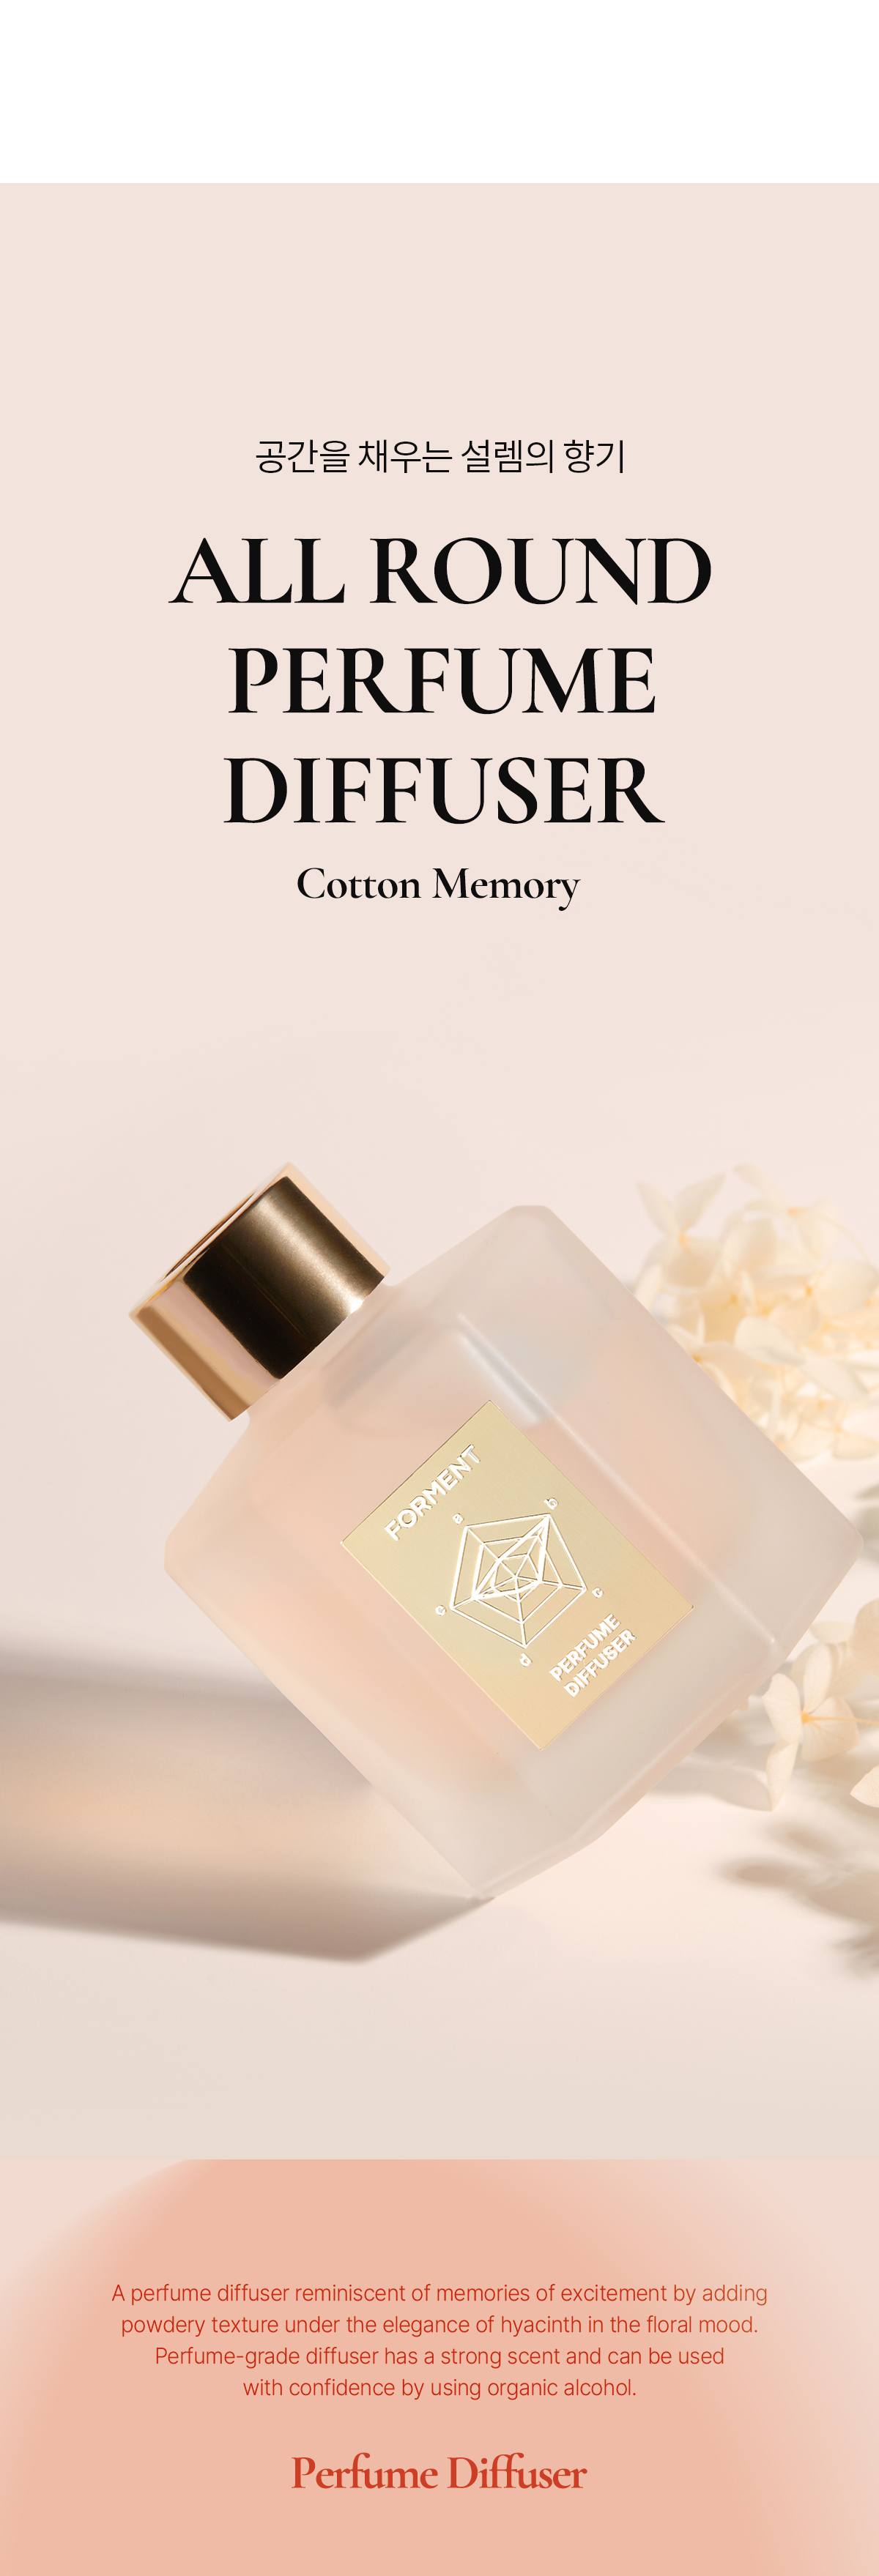 공간을 채우는 설렘의 향기
ALL ROUND
PERFUME
DIFFUSER
Cotton Memory
FORMENT
a
b
c
d
e
PERFUME
DIFFUSER
A perfume diffuser reminiscent of memories of excitement by adding
powdery texture under the elegance of hyacinth in the floral mood.
Perfume-grade diffuser has a strong scent and can be used
with confidence by using organic alcohol.
Perfume Diffuser